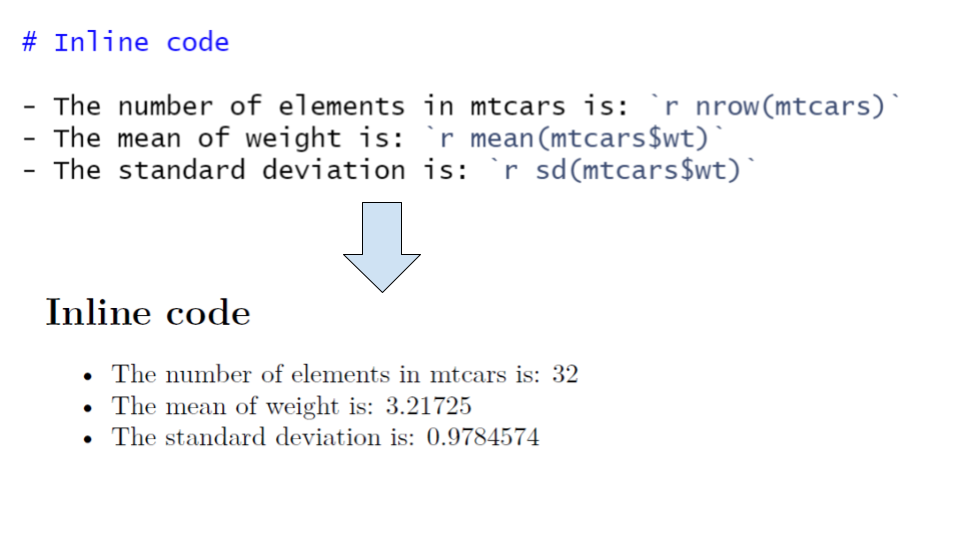 # Inline code
- The number of elements in mtcars is: `r nrow(mtcars)`
- The mean of weight is: `r mean(mtcars$wt)`
- The standard deviation is: `r sd(mtcars$wt)`
Inline code
• The number of elements in mtcars is: 32
• The mean of weight is: 3.21725
• The standard deviation is: 0.9784574